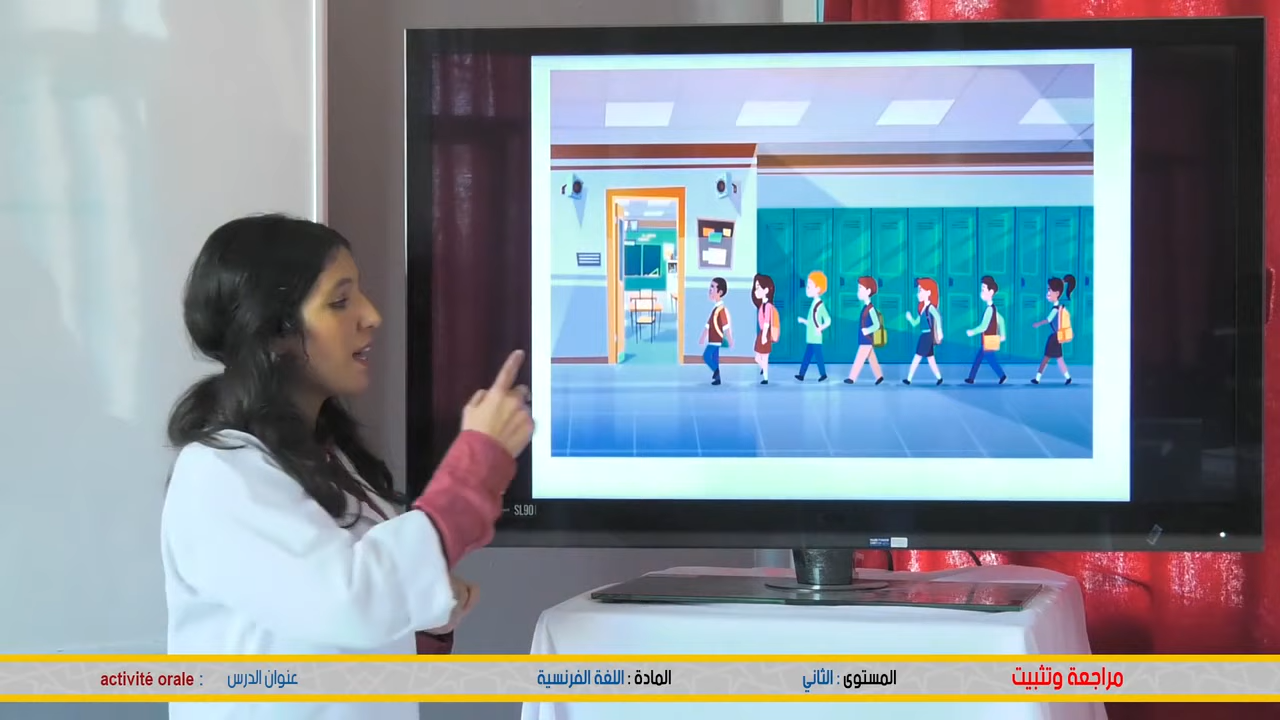 SL90
مراجعة وتثبيت
المستوى : الثاني
المادة : اللغة الفرنسية
عنوان الدرس : activité orale